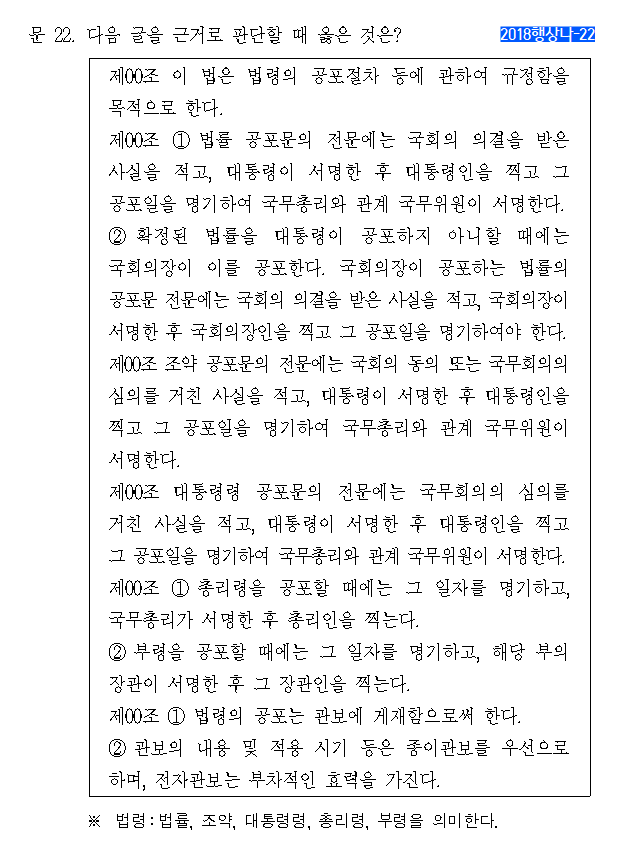 문 22. 다음 글을 근거로 판단할 때 옳은 것은? 2018행상나-22
제00조 이 법은 법령의 공포절차 등에 관하여 규정함을
목적으로 한다.
제00조 ① 법률 공포문의 전문에는 국회의 의결을 받은
사실을 적고, 대통령이 서명한 후 대통령인을 찍고 그
공포일을 명기하여 국무총리와 관계 국무위원이 서명한다.
② 확정된 법률을 대통령이 공포하지 아니할 때에는
국회의장이 이를 공포한다. 국회의장이 공포하는 법률의
공포문 전문에는 국회의 의결을 받은 사실을 적고, 국회의장이
서명한 후 국회의장인을 찍고 그 공포일을 명기하여야 한다.
제00조 조약 공포문의 전문에는 국회의 동의 또는 국무회의의
심의를 거친 사실을 적고, 대통령이 서명한 후 대통령인을
찍고 그 공포일을 명기하여 국무총리와 관계 국무위원이
서명한다.
제00조 대통령령 공포문의 전문에는 국무회의의 심의를
거친 사실을 적고, 대통령이 서명한 후 대통령인을 찍고
그 공포일을 명기하여 국무총리와 관계 국무위원이 서명한다.
제00조 ① 총리령을 공포할 때에는 그 일자를 명기하고,
국무총리가 서명한 후 총리인을 찍는다.
② 부령을 공포할 때에는 그 일자를 명기하고, 해당 부의
장관이 서명한 후 그 장관인을 찍는다.
제00조 ① 법령의 공포는 관보에 게재함으로써 한다.
② 관보의 내용 및 적용 시기 등은 종이관보를 우선으로
하며, 전자관보는 부차적인 효력을 가진다.
※ 법령:법률, 조약, 대통령령, 총리령, 부령을 의미한다.